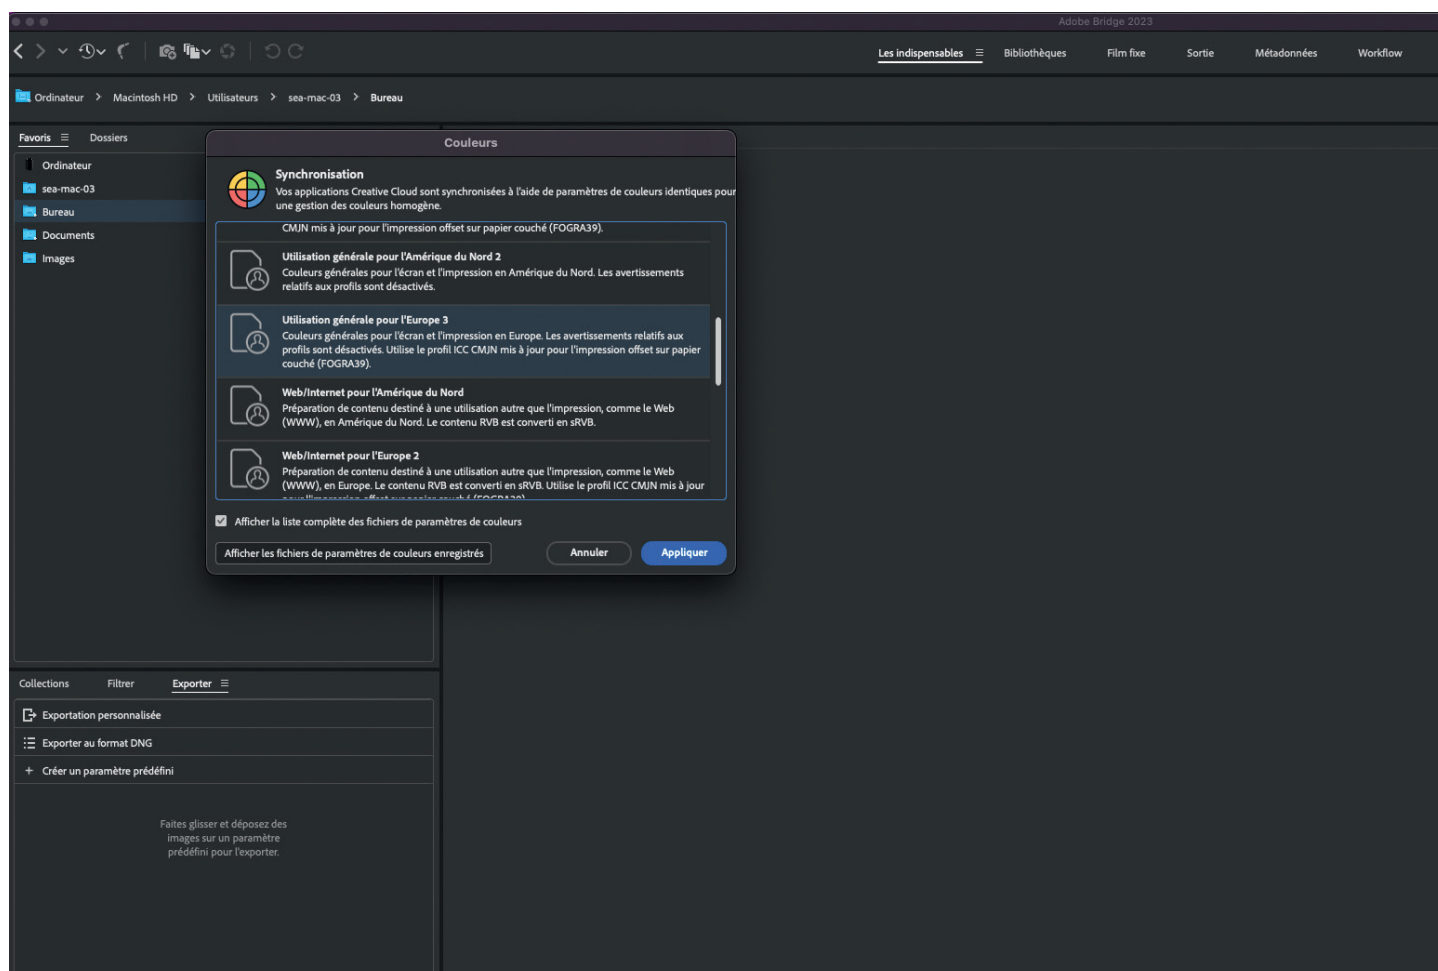 Adobe Bridge 2023
Les indispensables
Bibliothèques
Film fixe
Sortie
Métadonnées
Workflow
Ordinateur > Macintosh HD > Utilisateurs > sea-mac-03 > Bureau
Favoris
Dossiers
Ordinateur
sea-mac-03
Bureau
Documents
Images
Couleurs
Synchronisation
Vos applications Creative Cloud sont synchronisées à l'aide de paramètres de couleurs identiques pour
une gestion des couleurs homogène.
CMJN mis à jour pour l'impression offset sur papier couché (FOGRA39).
Utilisation générale pour l'Amérique du Nord 2
Couleurs générales pour l'écran et l'impression en Amérique du Nord. Les avertissements
relatifs aux profils sont désactivés.
Utilisation générale pour l'Europe 3
Couleurs générales pour l'écran et l'impression en Europe. Les avertissements relatifs aux
profils sont désactivés. Utilise le profil ICC CMJN mis à jour pour l'impression offset sur papier
couché (FOGRA39).
Web/Internet pour l'Amérique du Nord
Préparation de contenu destiné à une utilisation autre que l'impression, comme le Web
(WWW), en Amérique du Nord. Le contenu RVB est converti en sRVB.
Web/Internet pour l'Europe 2
Préparation de contenu destiné à une utilisation autre que l'impression, comme le Web
(WWW), en Europe. Le contenu RVB est converti en sRVB. Utilise le profil ICC CMJN mis à jour
pour l'impression offset sur papier couché (FOGRA39).
Afficher la liste complète des fichiers de paramètres de couleurs
Afficher les fichiers de paramètres de couleurs enregistrés
Annuler
Appliquer
Collections
Filtrer
Exporter
Exportation personnalisée
Exporter au format DNG
+ Créer un paramètre prédéfini
Faites glisser et déposez des
images sur un paramètre
prédéfini pour l'exporter.